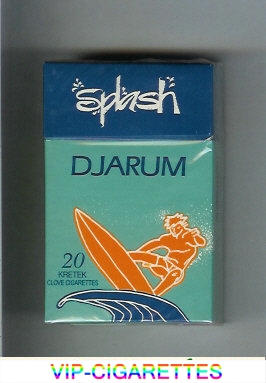 splash
DJARUM
20
KRETEK
CLOVE CIGARETTES
VIP-CIGARETTES